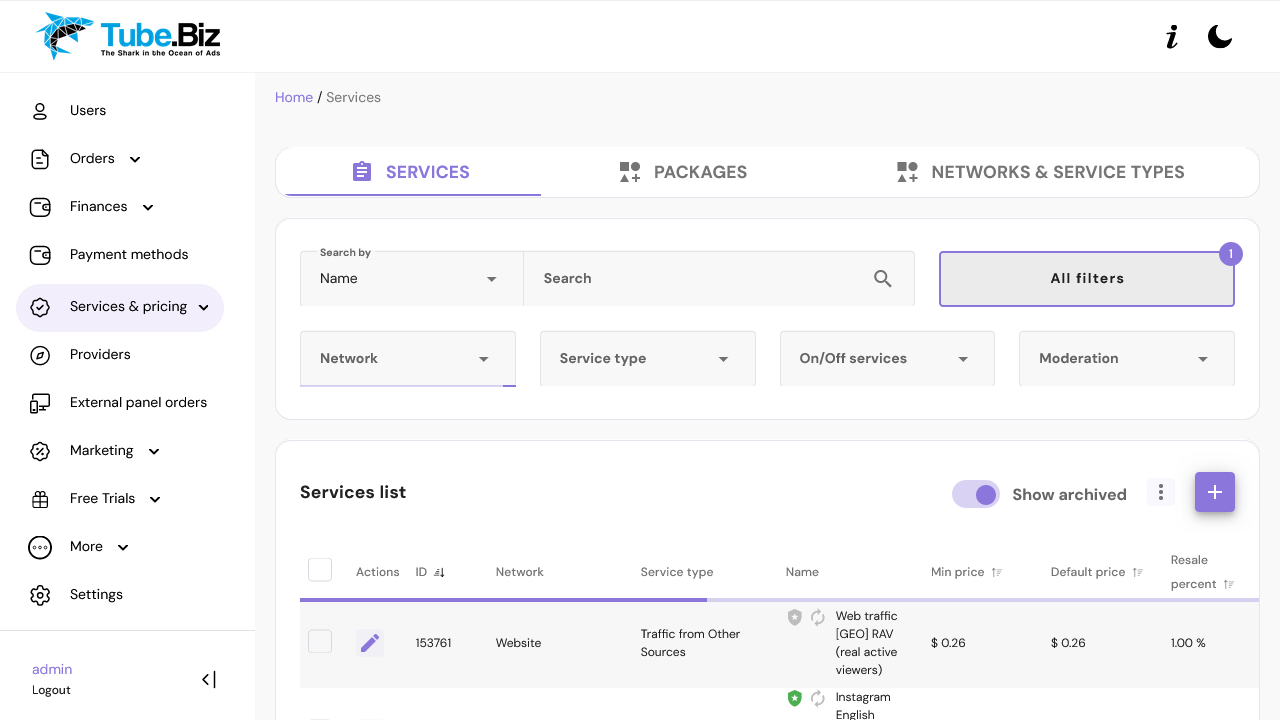 Tube.Biz
The Shark in the Ocean of Ads
i
Users
Orders
Finances
Payment methods
Services & pricing
Providers
External panel orders
Marketing
Free Trials
More
Settings
admin
Logout
Home / Services
SERVICES
PACKAGES
NETWORKS & SERVICE TYPES
Search by
Name
Search
All filters
1
Network
Service type
On/Off services
Moderation
Services list
Show archived
Actions
ID
Network
Service type
Name
Min price
Default price
Resale
percent
153761
Website
Traffic from Other
Sources
Web traffic
[GEO] RAV
(real active
viewers)
$ 0.26
$ 0.26
1.00 %
Instagram
English